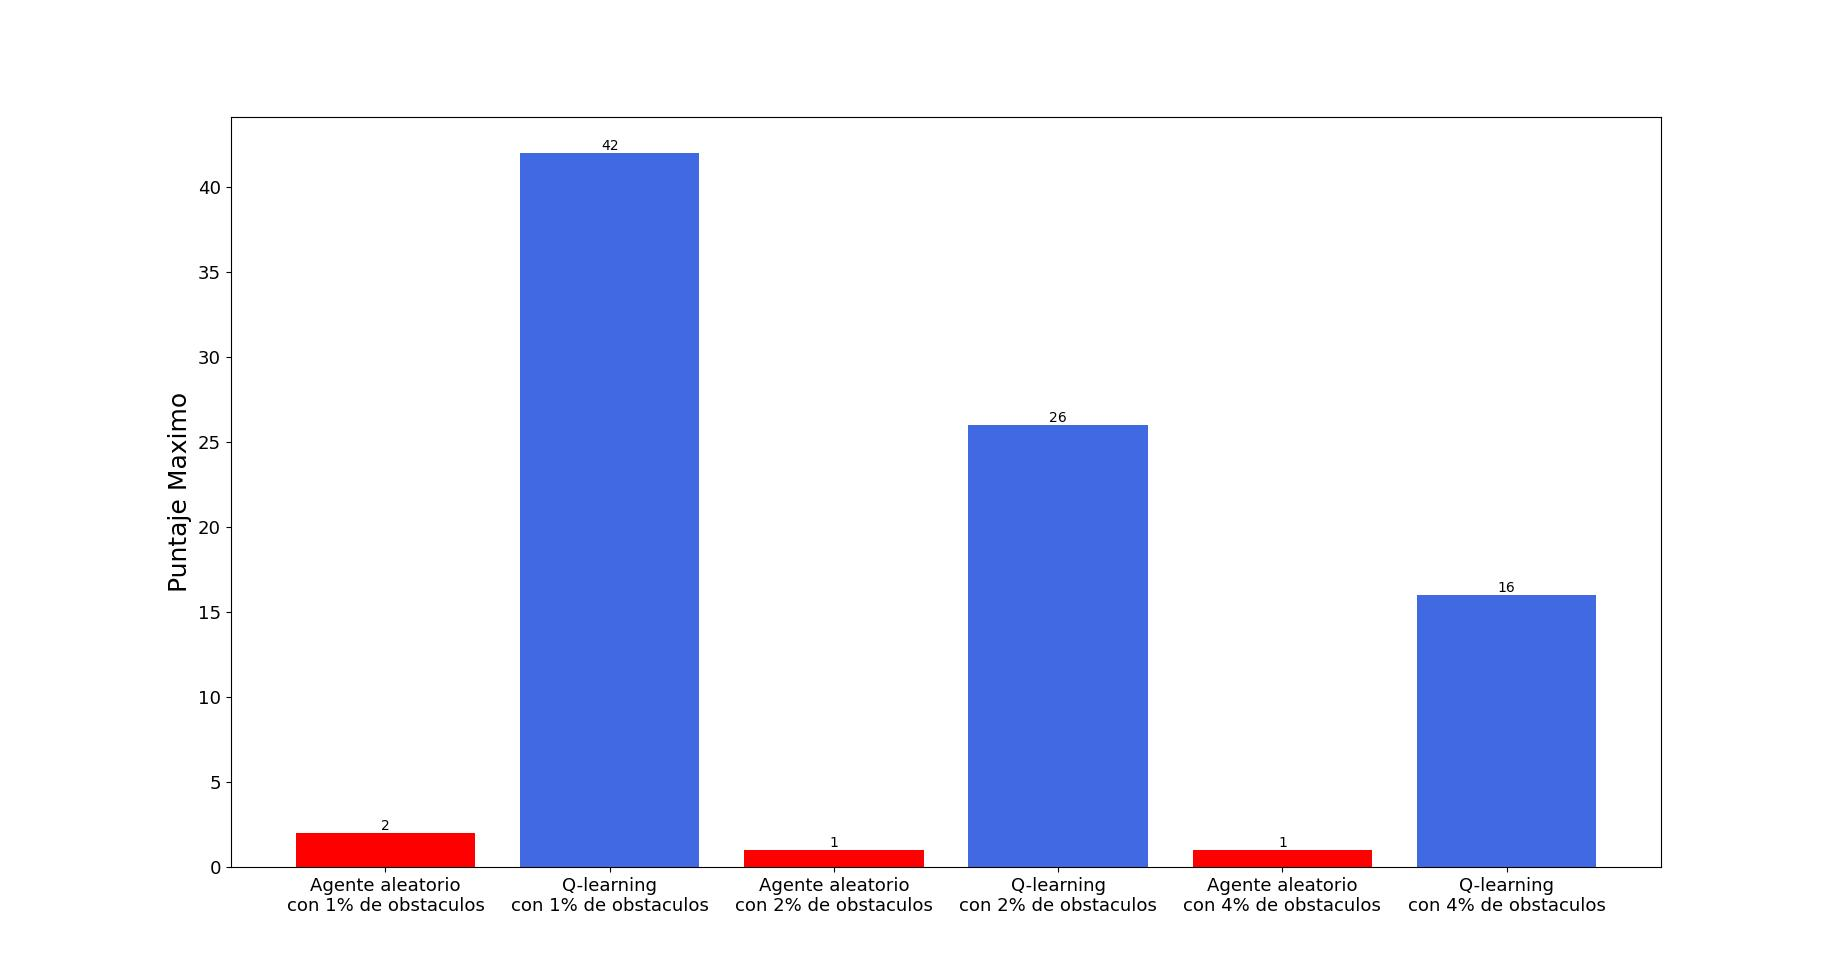 Puntaje Maximo
40
35
30
25
20
15
10
5
0
2
42
1
26
1
16
Agente aleatorio
con 1% de obstaculos
Q-learning
con 1% de obstaculos
Agente aleatorio
con 2% de obstaculos
Q-learning
con 2% de obstaculos
Agente aleatorio
con 4% de obstaculos
Q-learning
con 4% de obstaculos